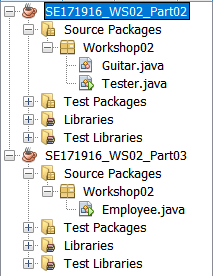 SE171916_WS02_Part02
Source Packages
Workshop02
Guitar.java
Tester.java
Test Packages
Libraries
Test Libraries
SE171916_WS02_Part03
Source Packages
Workshop02
Employee.java
Test Packages
Libraries
Test Libraries